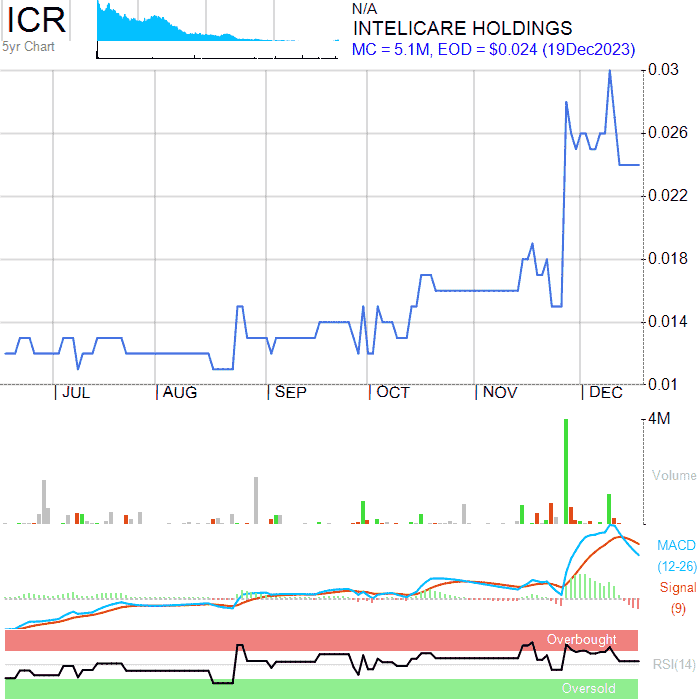 ICR
5yr Chart
N/A
INTELICARE HOLDINGS
MC = 5.1M, EOD = $0.024 (19Dec2023)
0.03
0.026
0.022
0.018
0.014
0.01
JUL AUG SEP OCT NOV DEC
4M
Volume
MACD
(12-26)
Signal
(9)
Overbought
RSI(14)
Oversold